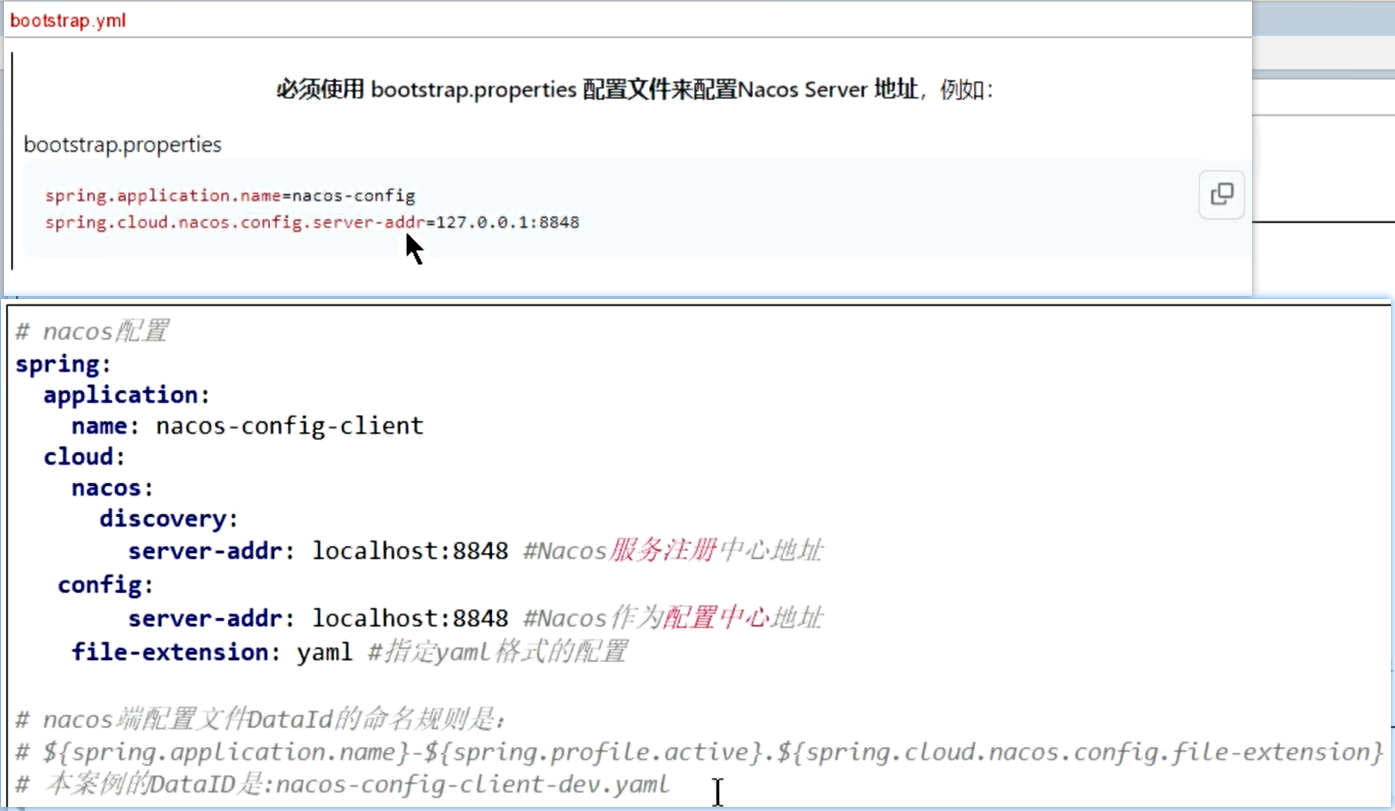 bootstrap.yml
必须使用 bootstrap.properties 配置文件来配置Nacos Server 地址，例如：
bootstrap.properties
spring.application.name=nacos-config
spring.cloud.nacos.config.server-addr=127.0.0.1:8848
# nacos配置
spring:
  application:
    name: nacos-config-client
  cloud:
    nacos:
      discovery:
        server-addr: localhost:8848 #Nacos服务注册中心地址
   config:
        server-addr: localhost:8848 #Nacos作为配置中心地址
    file-extension: yaml #指定yaml格式的配置
# nacos端配置文件DataId的命名规则是：
# ${spring.application.name}-${spring.profile.active}.${spring.cloud.nacos.config.file-extension}
# 本案例的DataID是:nacos-config-client-dev.yaml